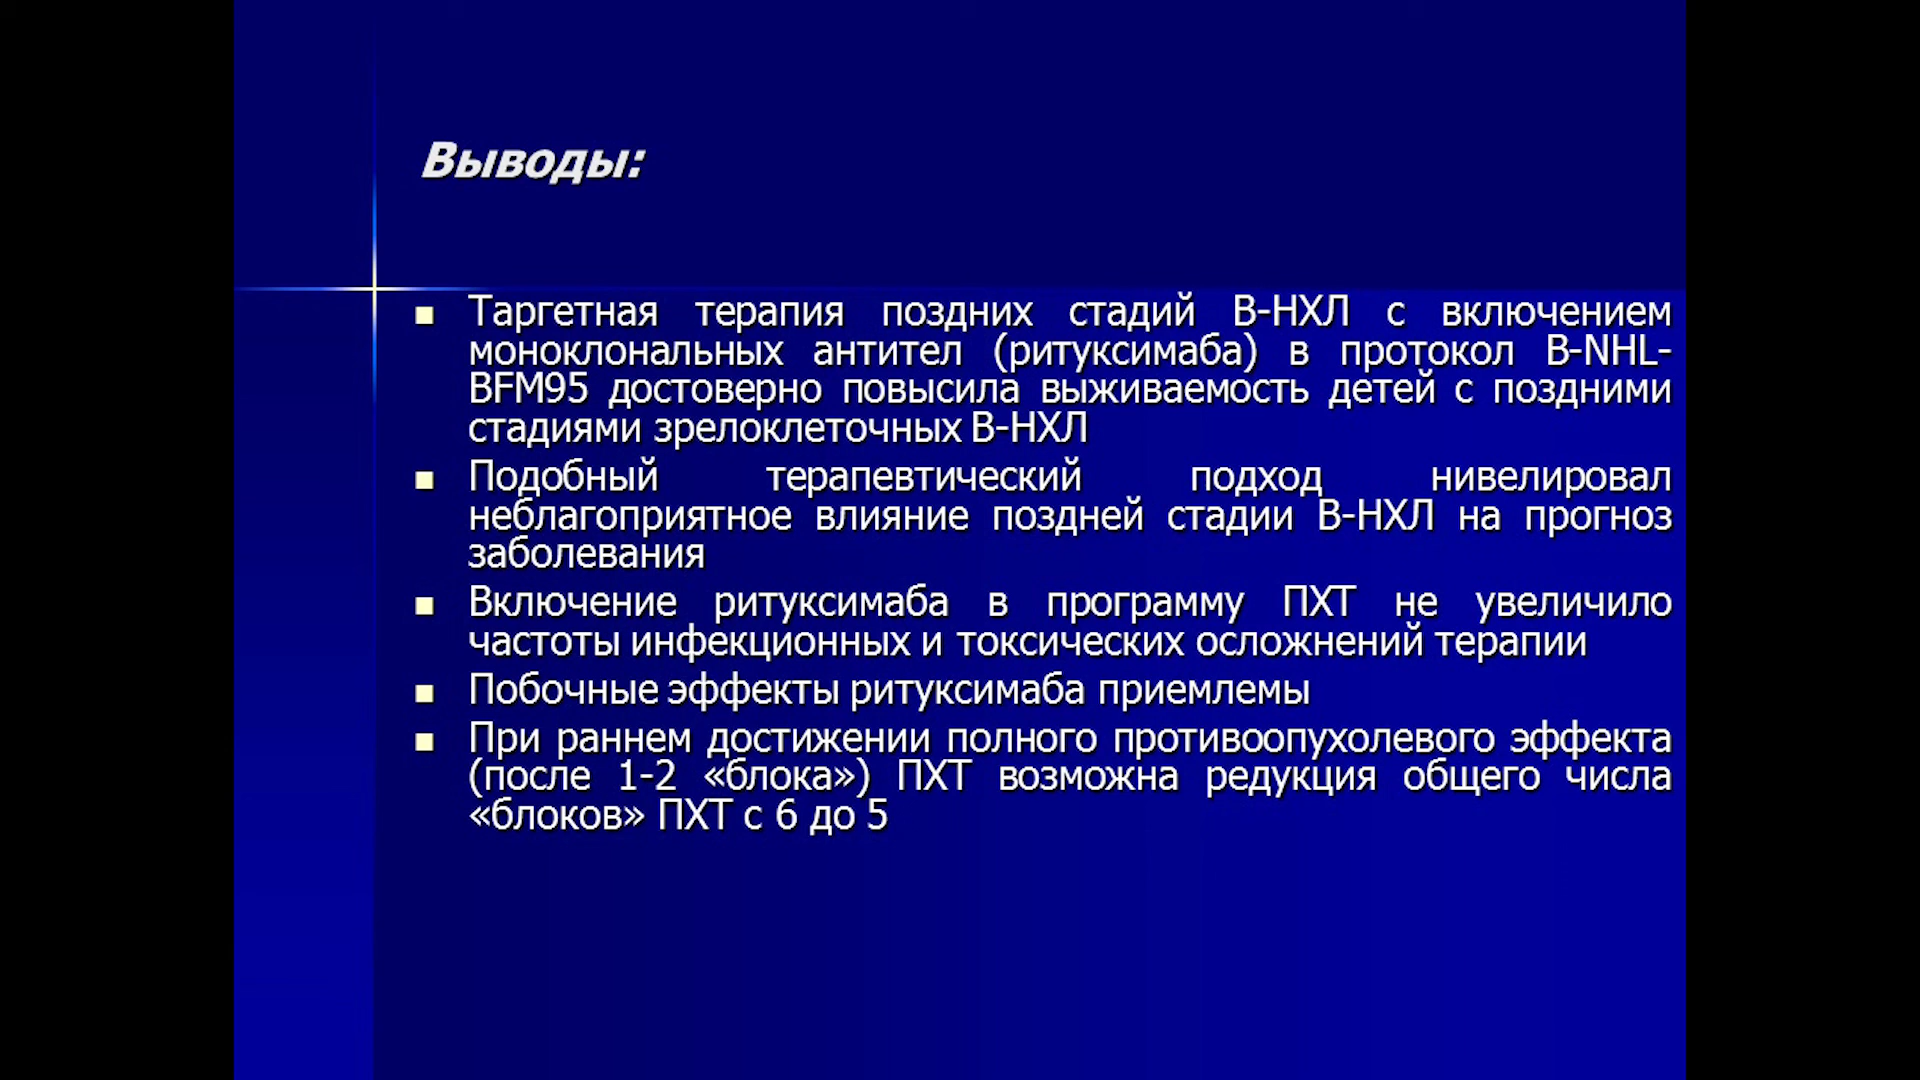 Выводы:
Таргетная терапия поздних стадий В-НХЛ с включением
моноклональных антител (ритуксимаба) в протокол B-NHL-
BFM95 достоверно повысила выживаемость детей с поздними
стадиями зрелоклеточных В-НХЛ
Подобный терапевтический подход нивелировал
неблагоприятное влияние поздней стадии В-НХЛ на прогноз
заболевания
Включение ритуксимаба в программу ПХТ не увеличило
частоты инфекционных и токсических осложнений терапии
Побочные эффекты ритуксимаба приемлемы
При раннем достижении полного противоопухолевого эффекта
(после 1-2 «блока») ПХТ возможна редукция общего числа
«блоков» ПХТ с 6 до 5